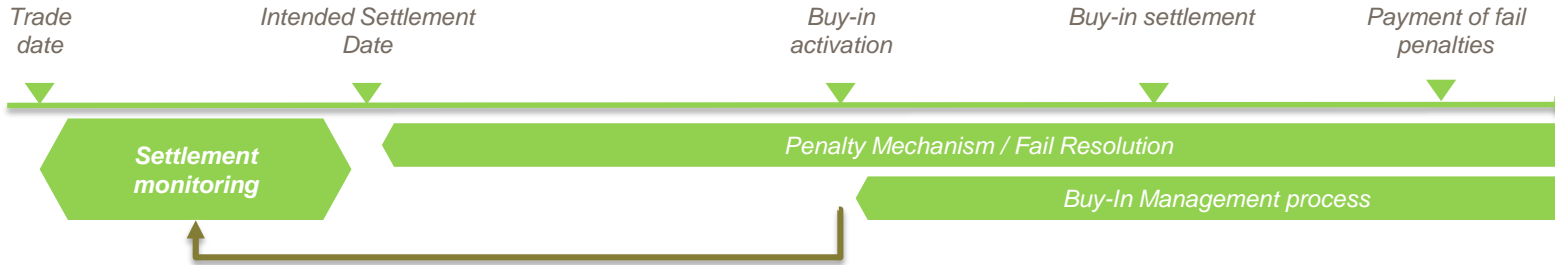 Trade
date
Intended Settlement
Date
Buy-in
activation
Buy-in settlement
Payment of fail
penalties
Settlement
monitoring
Penalty Mechanism / Fail Resolution
Buy-In Management process